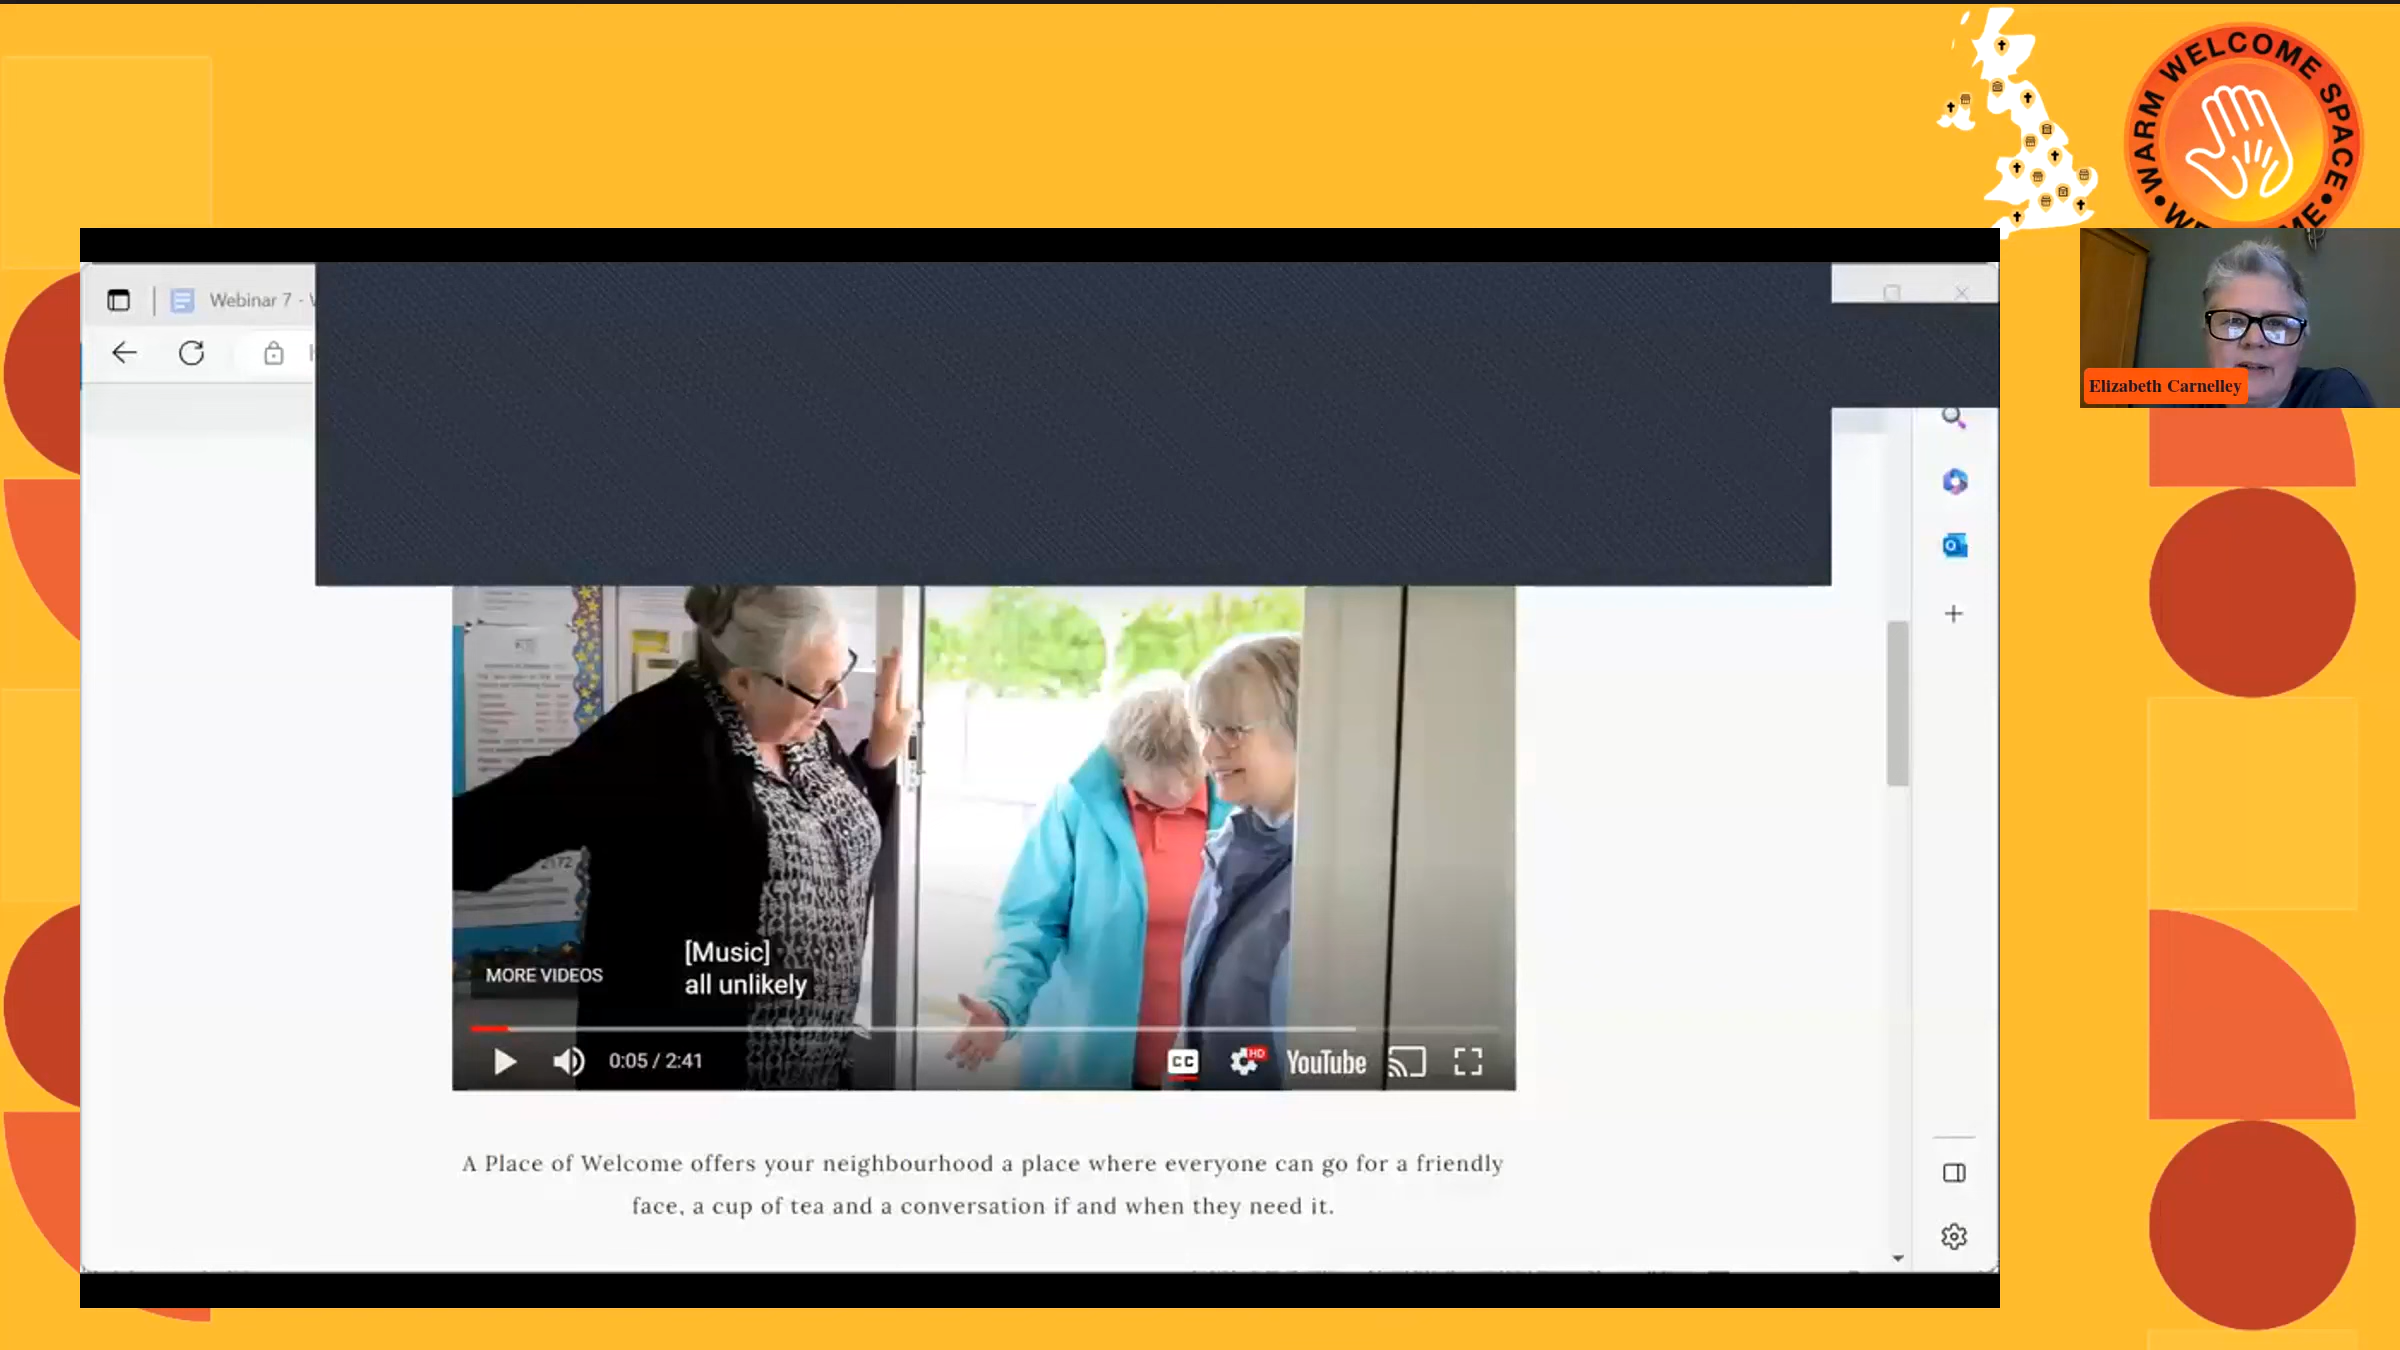 WARM WELCOME SPACE
Webinar 7 -
Elizabeth Carnelley
[Music]
MORE VIDEOS
all unlikely
0:05 / 2:41
CC
HD
YouTube
A Place of Welcome offers your neighbourhood a place where everyone can go for a friendly
face, a cup of tea and a conversation if and when they need it.